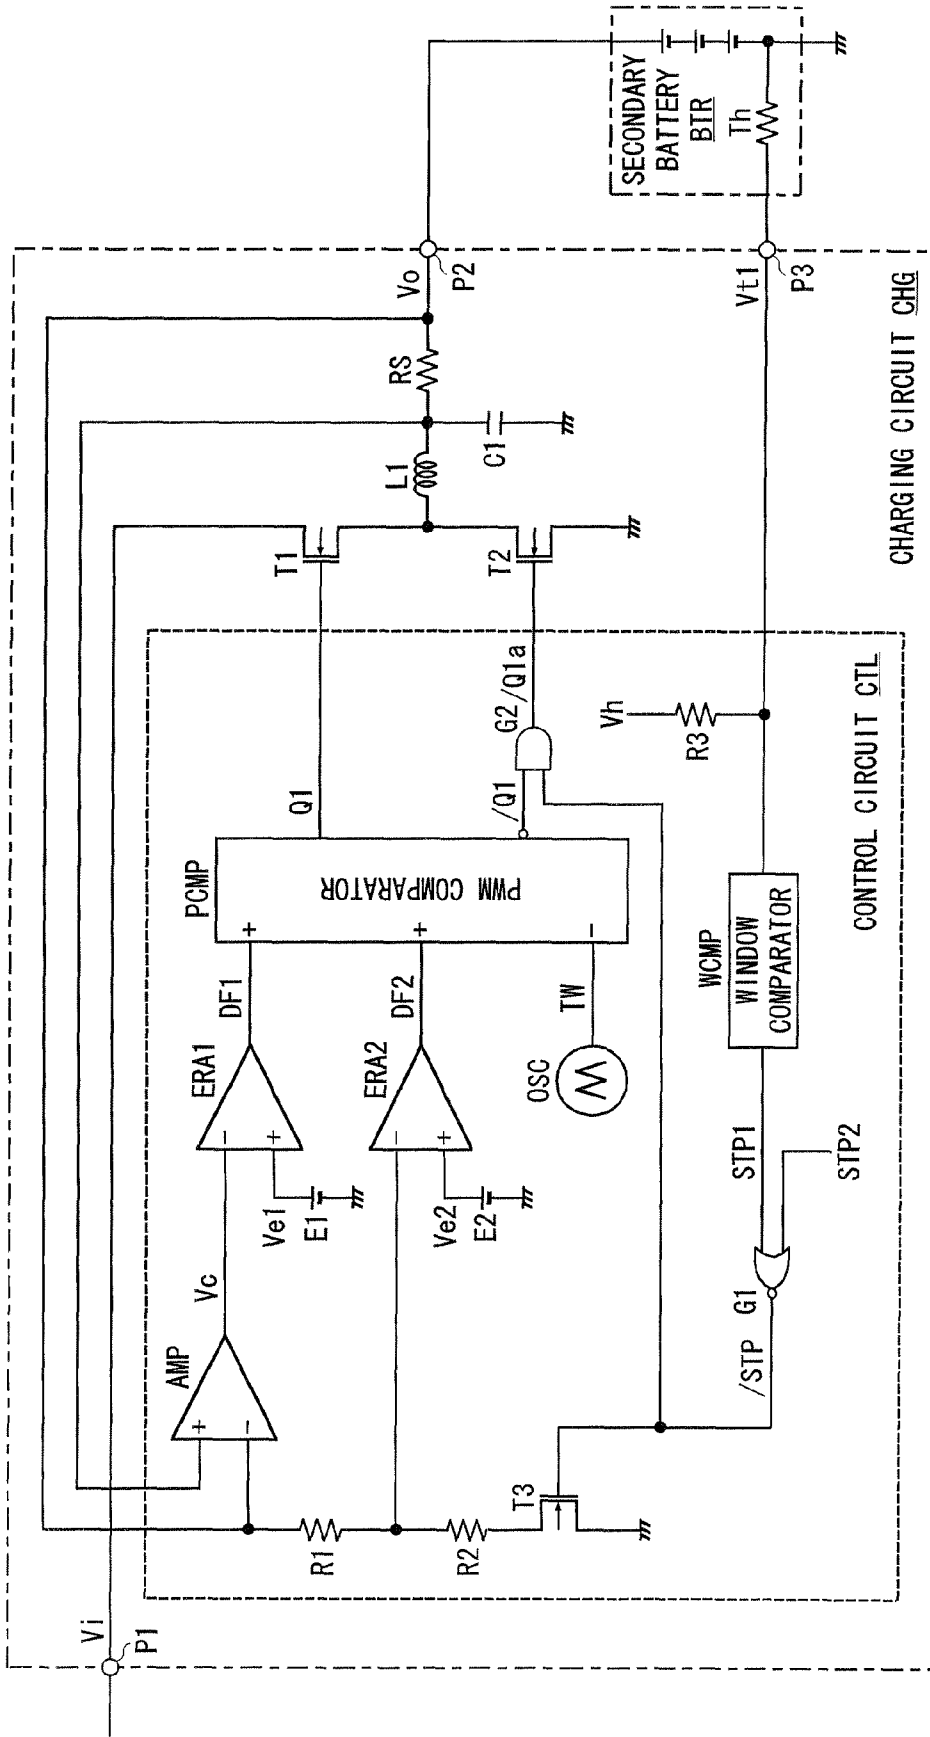 Vi
P1
Vo
P2
Vt1
P3
SECONDARY
BATTERY
BTR
Th
CHARGING CIRCUIT CHG
CONTROL CIRCUIT CTL
RS
L1
C1
T1
T2
Q1
/Q1
G2
/Q1a
Vh
R3
PCMP
PWM COMPARATOR
+
+
-
DF1
DF2
TW
OSC
ERA1
-
+
Ve1
E1
ERA2
-
+
Ve2
E2
Vc
AMP
+
-
R1
R2
T3
WCMP
WINDOW
COMPARATOR
STP1
STP2
G1
/STP